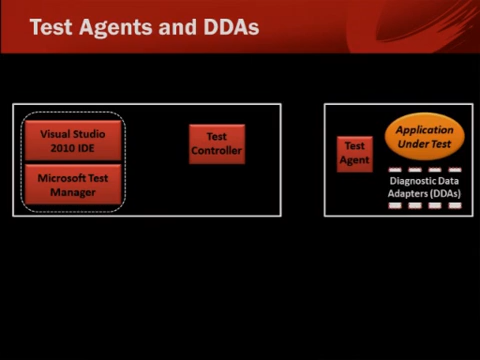 Test Agents and DDAs
Visual Studio
2010 IDE
Microsoft Test
Manager
Test
Controller
Test
Agent
Application
Under Test
Diagnostic Data
Adapters (DDAs)